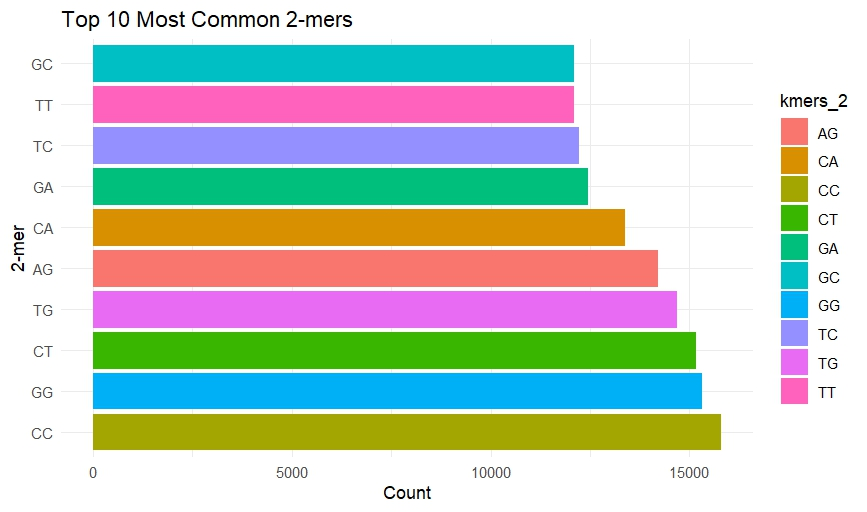 Top 10 Most Common 2-mers
2-mer
GC
TT
TC
GA
CA
AG
TG
CT
GG
CC
0 5000 10000 15000
Count
kmers_2
AG
CA
CC
CT
GA
GC
GG
TC
TG
TT